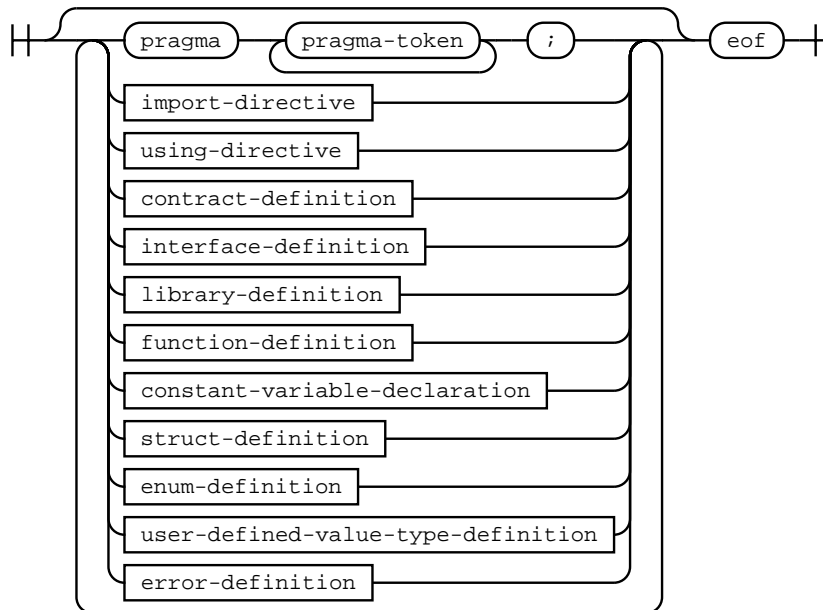 pragma pragma-token ; eof
import-directive
using-directive
contract-definition
interface-definition
library-definition
function-definition
constant-variable-declaration
struct-definition
enum-definition
user-defined-value-type-definition
error-definition